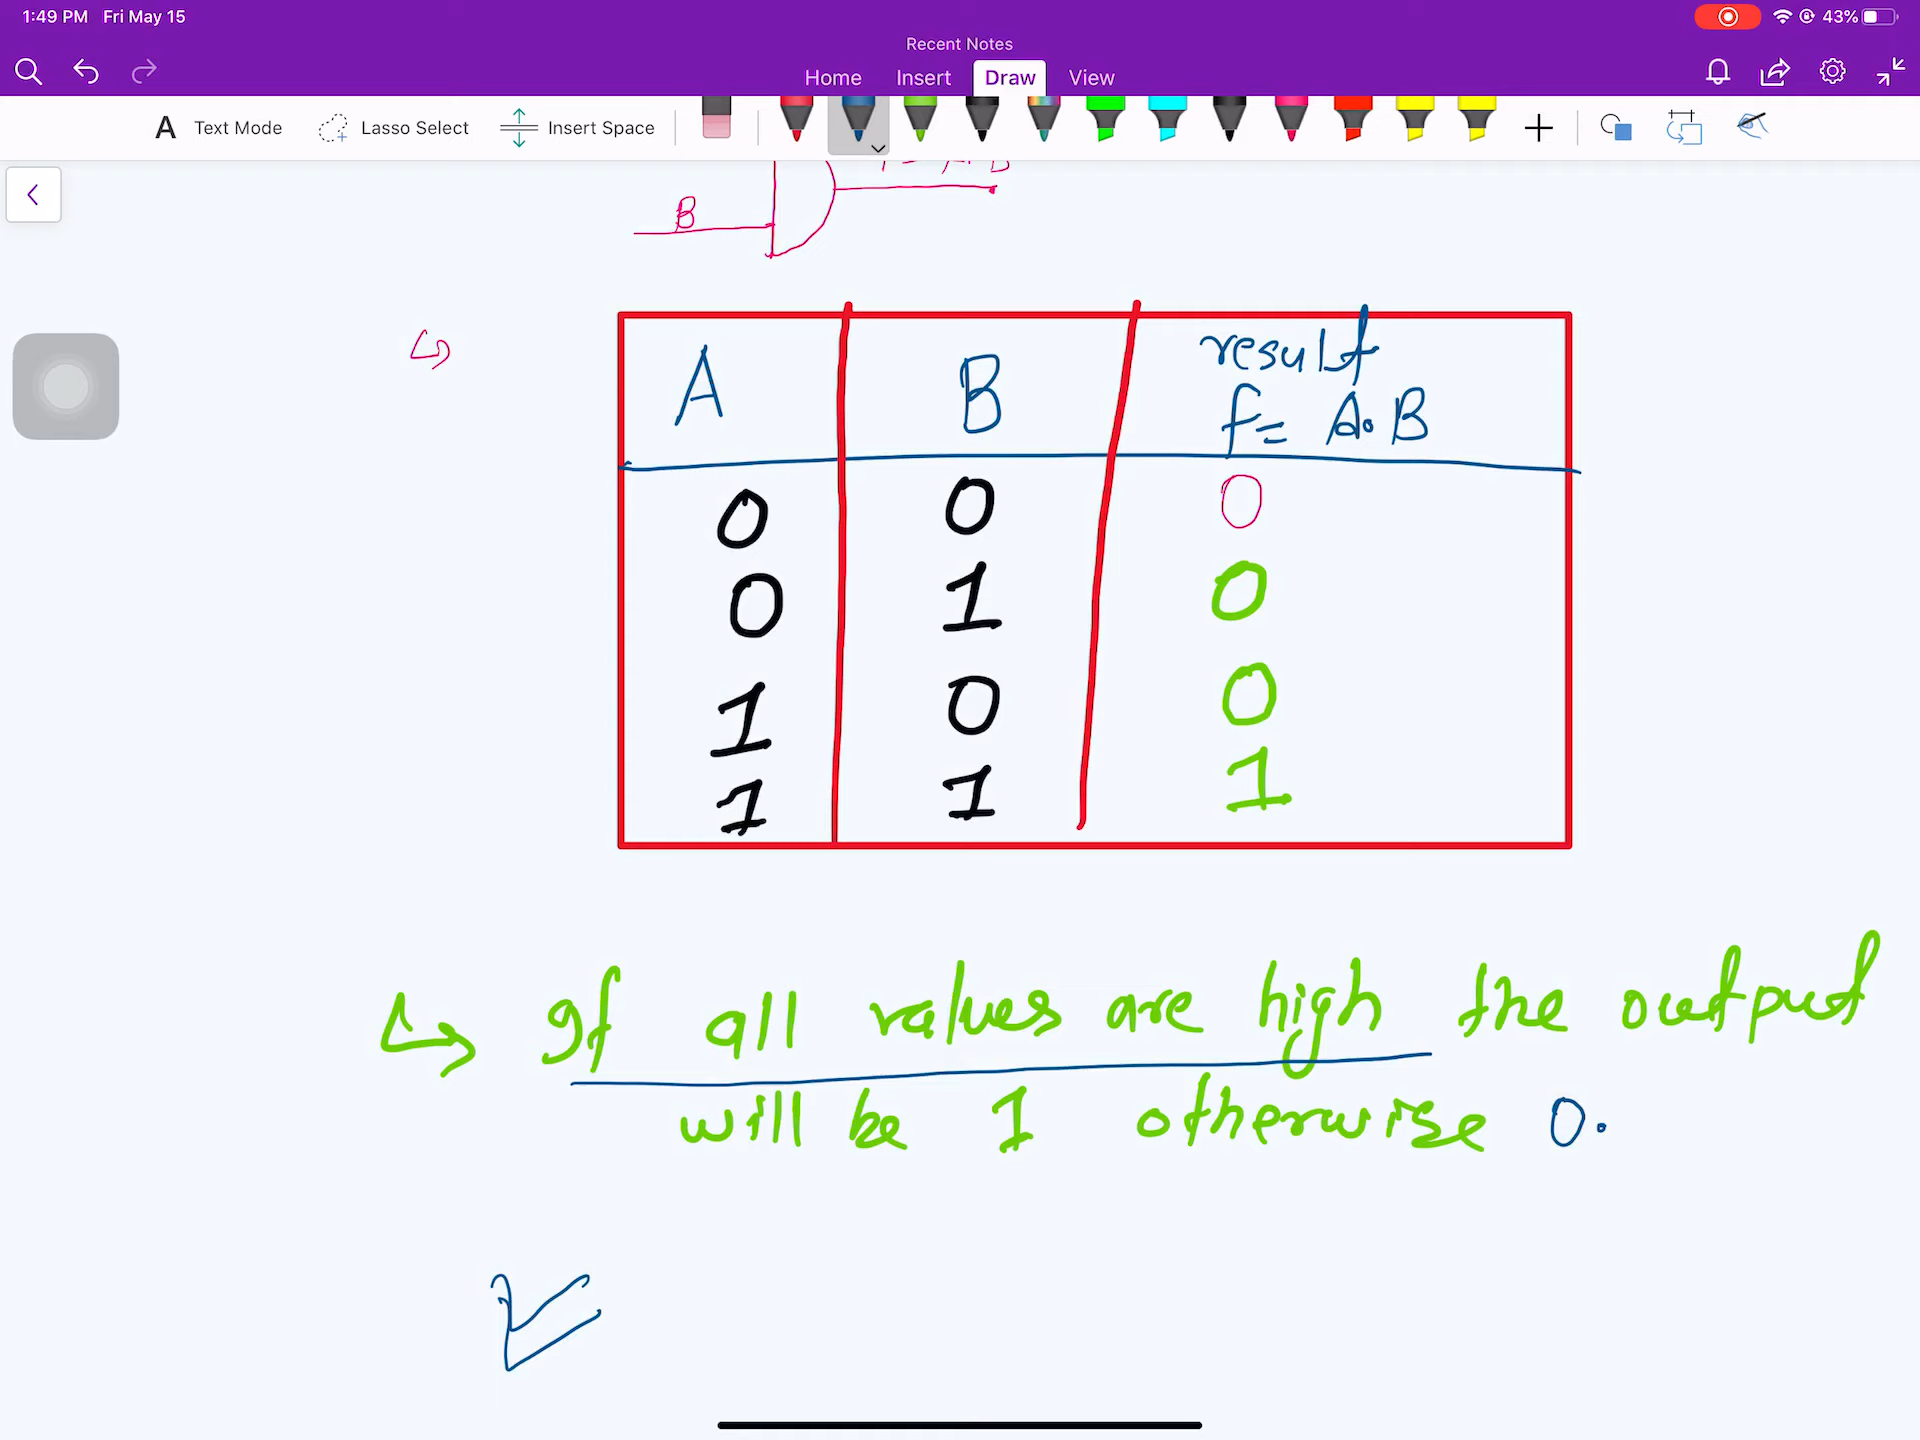 1:49 PM Fri May 15
43%
Recent Notes
Home Insert Draw View
A Text Mode Lasso Select Insert Space
B
A B result
f = A . B
0 0 0
0 1 0
1 0 0
1 1 1
If all values are high the output
will be 1 otherwise 0.